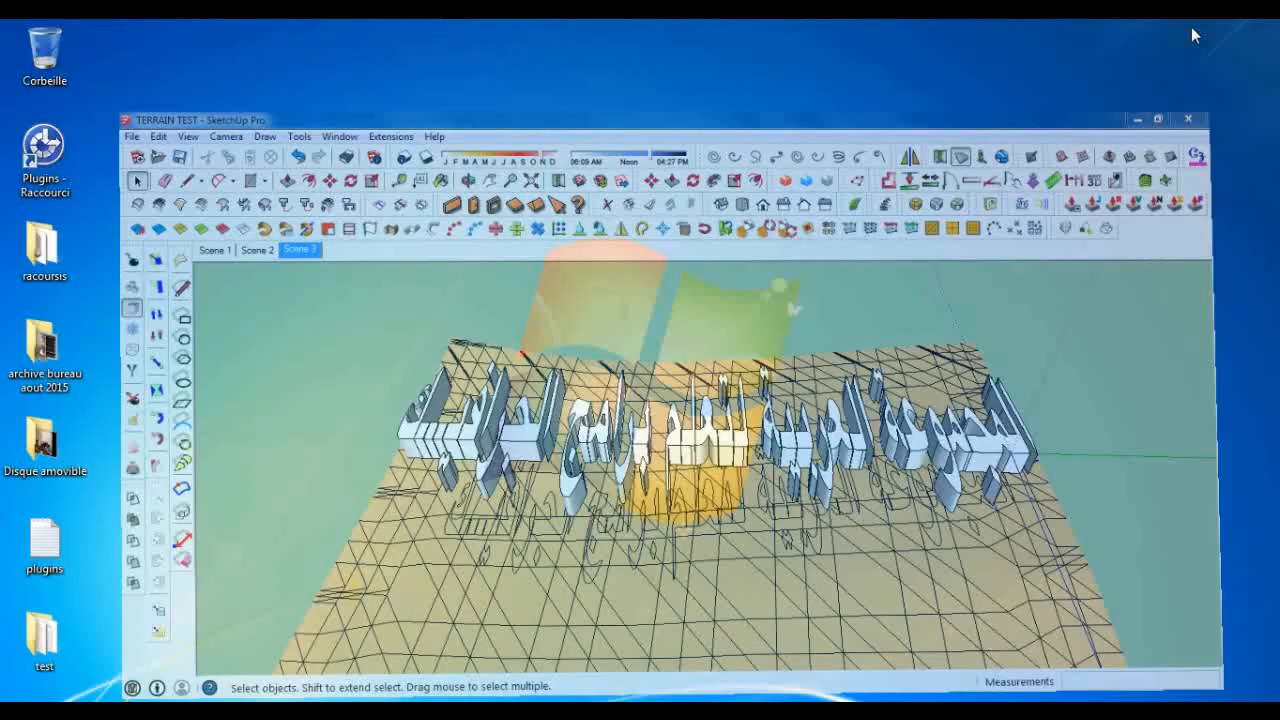 Corbeille
Plugins -
Raccourci
racoursis
archive bureau
aout 2015
Disque amovible
plugins
test
TERRAIN TEST - SketchUp Pro
File Edit View Camera Draw Tools Window Extensions Help
J F M A M J J A S O N D 06:09 AM Noon 04:27 PM
Scene 1 Scene 2 Scene 3
Select objects. Shift to extend select. Drag mouse to select multiple.
Measurements